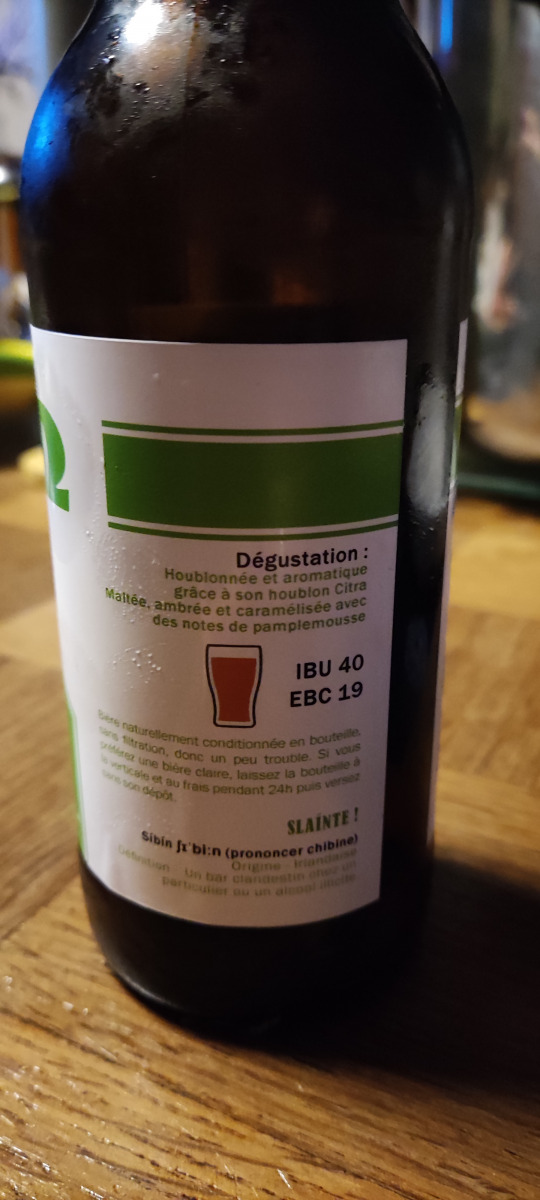 Dégustation :
Houblonnée et aromatique
grâce à son houblon Citra
Maltée, ambrée et caramélisée avec
des notes de pamplemousse
IBU 40
EBC 19
Bière naturellement conditionnée en bouteille,
sans filtration, donc un peu trouble. Si vous
préférez une bière claire, laissez la bouteille à
la verticale et au frais pendant 24h puis versez
sans son dépôt.
SLAINTE !
Sibin ʃɪˈbiːn (prononcer chibine)
Origine : Irlandaise
Définition Un bar clandestin chez un
particulier ou un alcool illicite